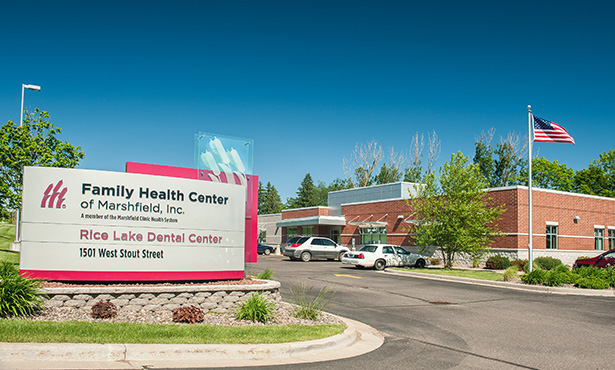 Family Health Center
of Marshfield, Inc.
A member of the Marshfield Clinic Health System
Rice Lake Dental Center
1501 West Stout Street